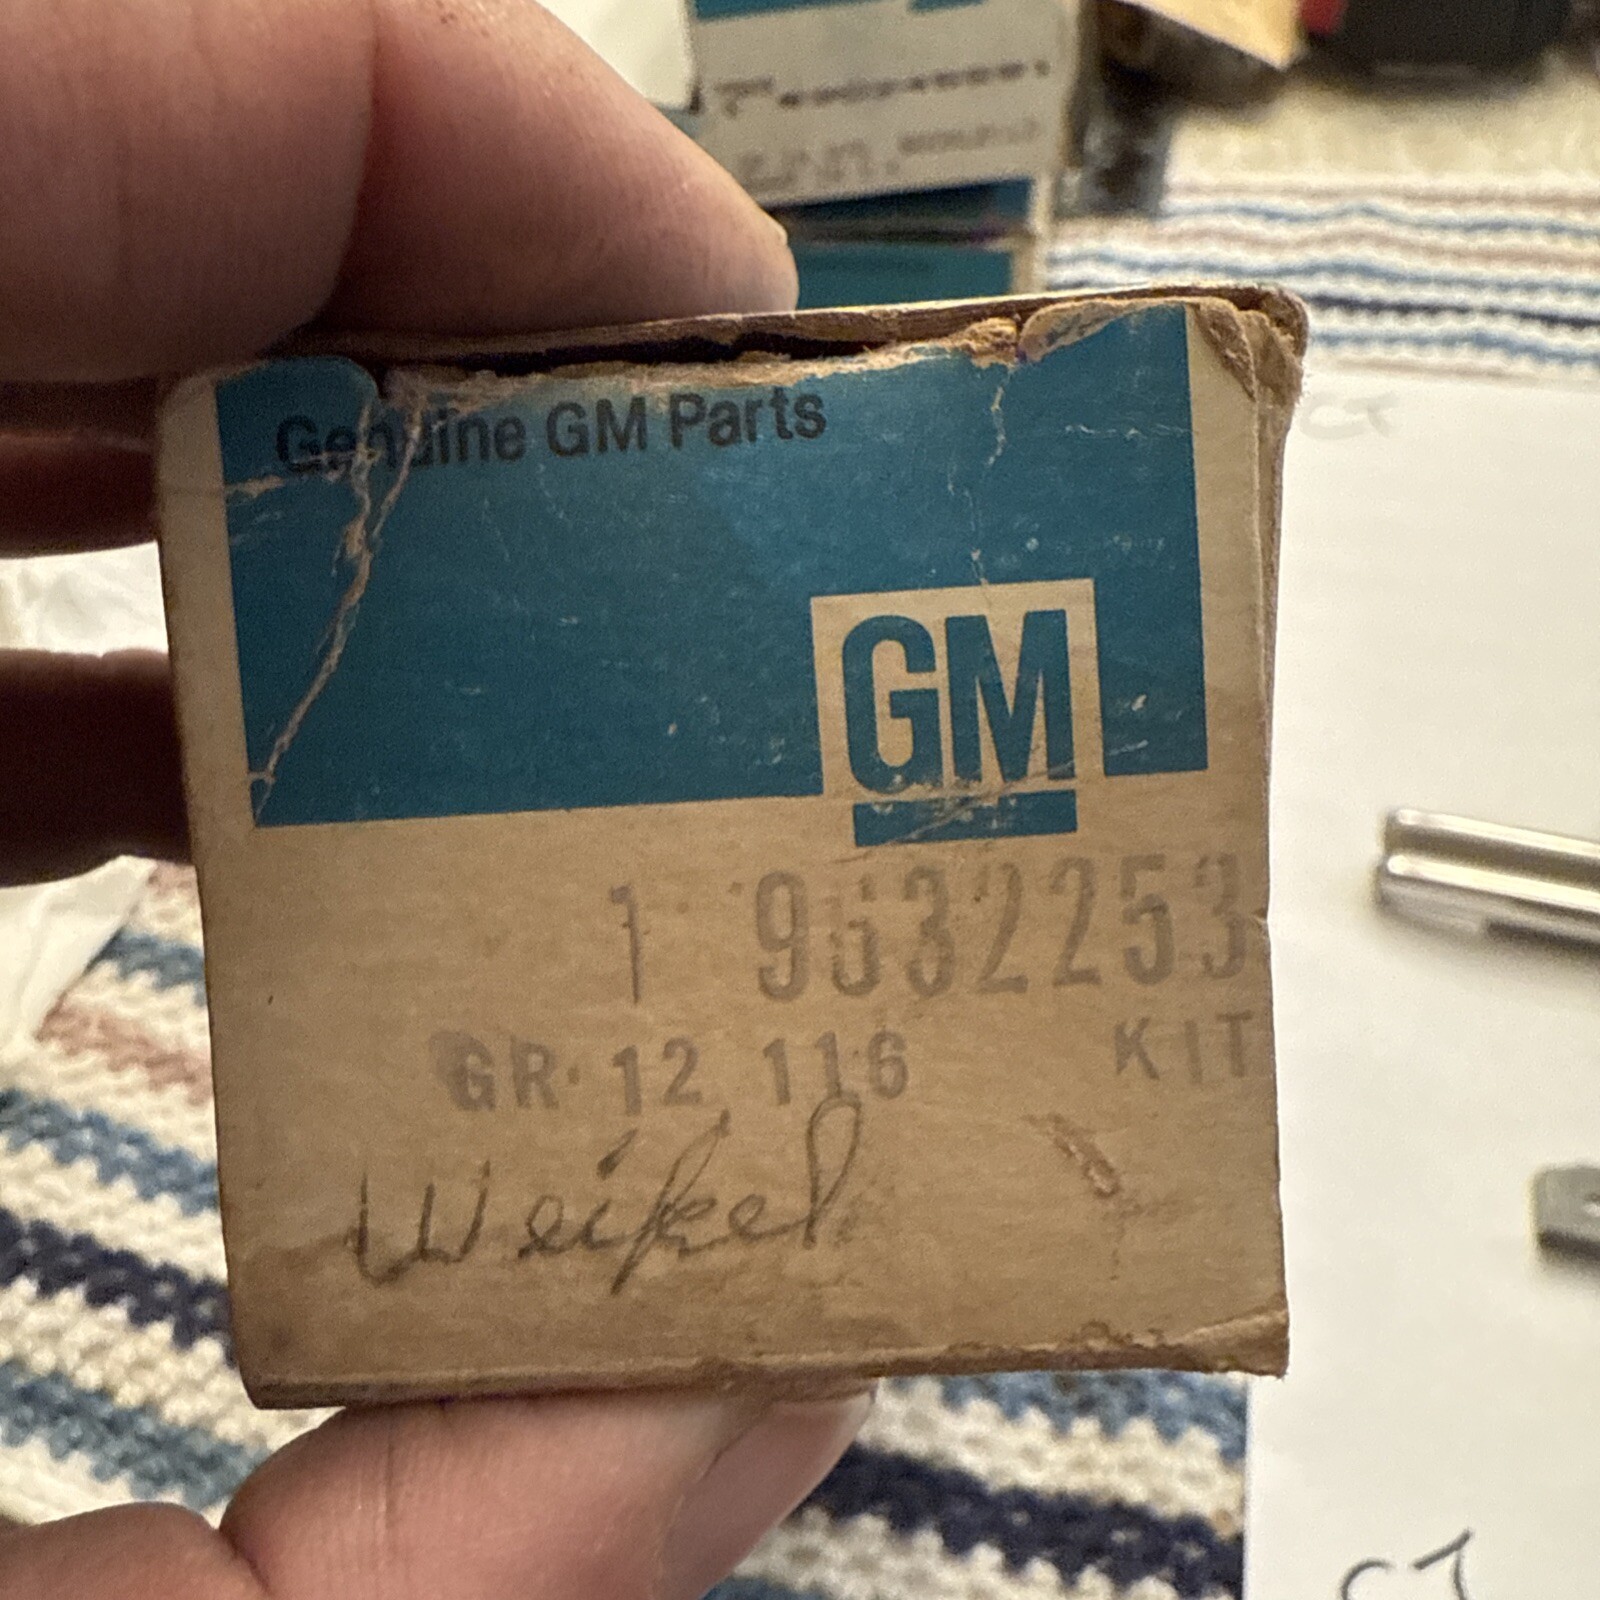 Genuine GM Parts
GM
1 9632253
GR 12 116 KIT
Weikel